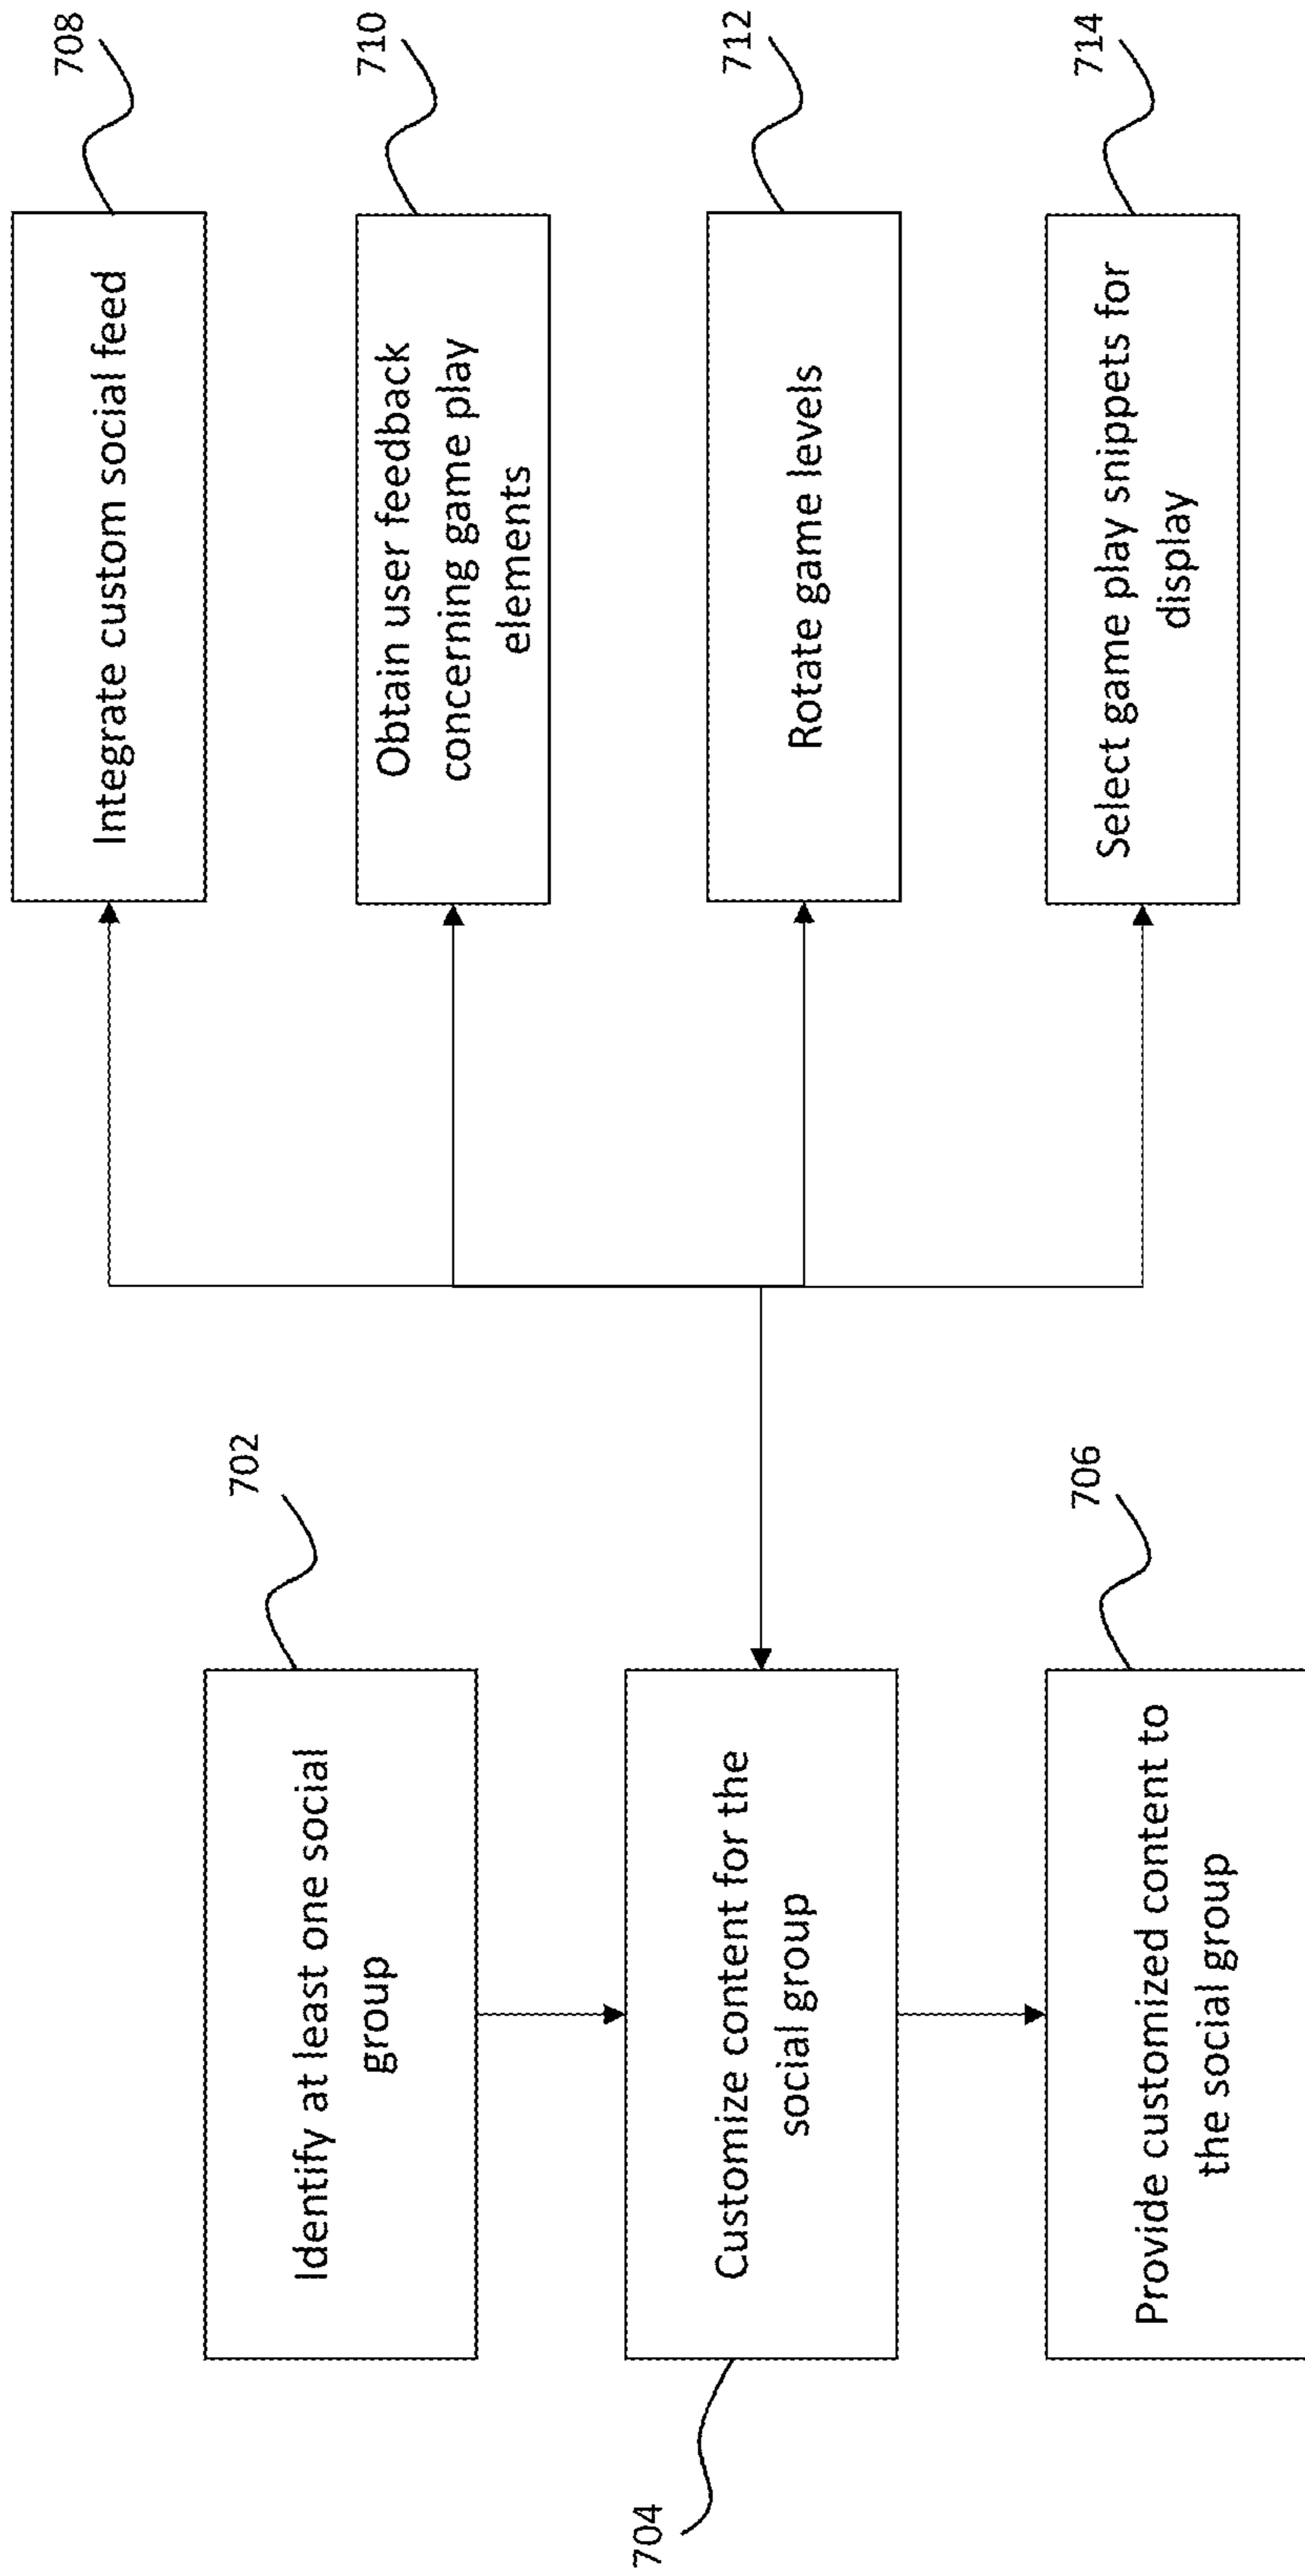 702
Identify at least one social
group
704
Customize content for the
social group
706
Provide customized content to
the social group
708
Integrate custom social feed
710
Obtain user feedback
concerning game play
elements
712
Rotate game levels
714
Select game play snippets for
display